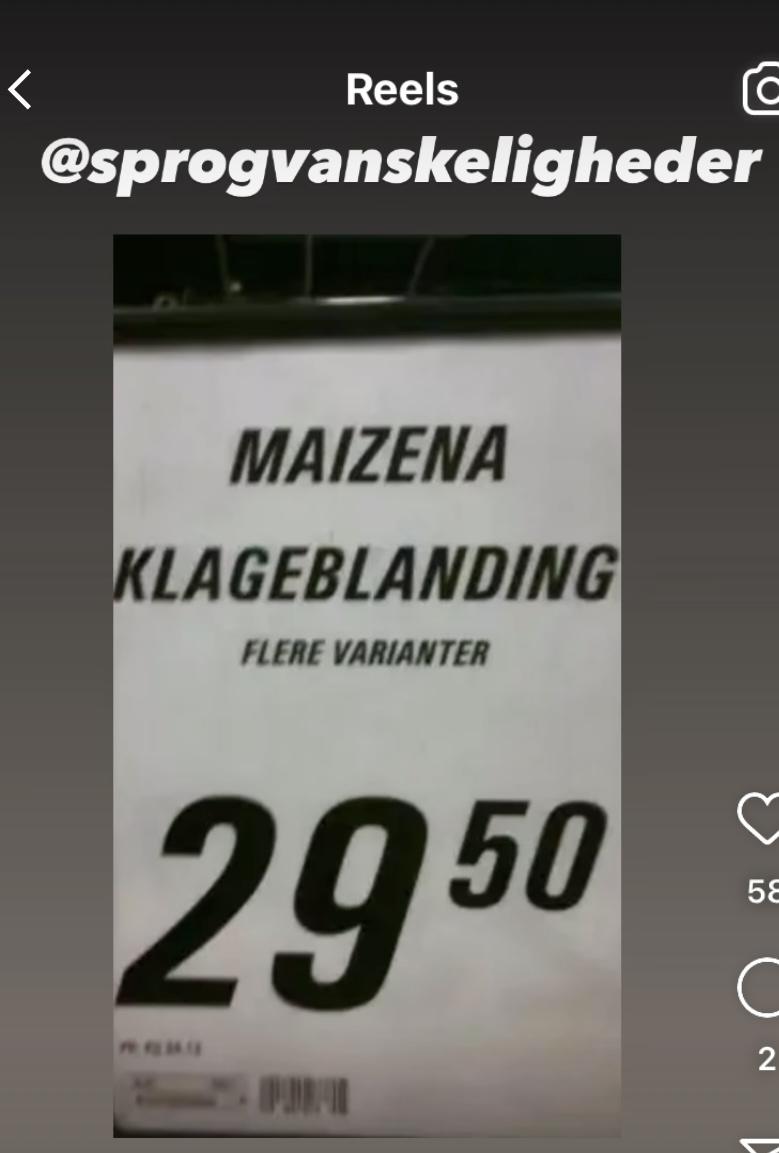 Reels
@sprogvanskeligheder
MAIZENA
KLAGEBLANDING
FLERE VARIANTER
29 50
58
2